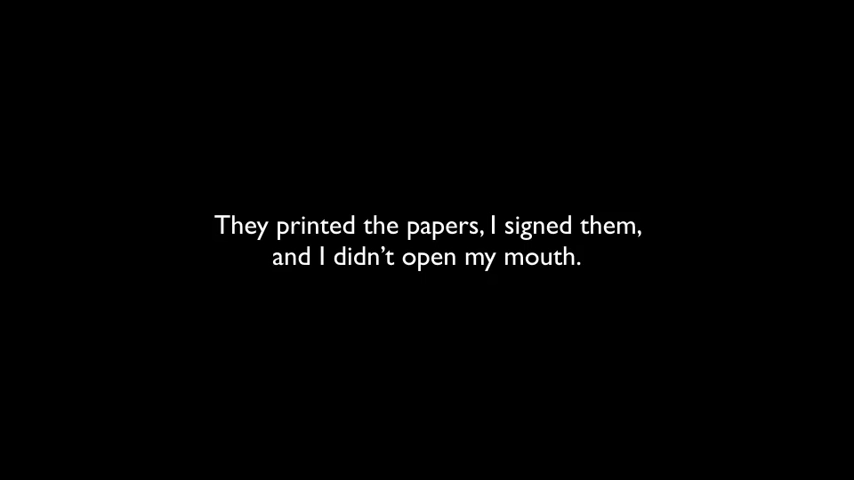 They printed the papers, I signed them,
and I didn’t open my mouth.